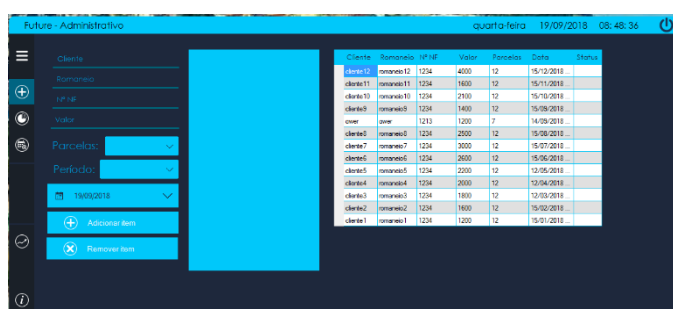 Future - Administrativo quarta-feira 19/09/2018 08: 48: 36
Cliente
Romaneio
Nº NF
Valor
Parcelas:
Período:
19/09/2018
Adicionar item
Remover item
Cliente Romaneio Nº NF Valor Parcelas Data Status
cliente12 romaneio12 1234 4000 12 15/12/2018 ...
cliente11 romaneio11 1234 1600 12 15/11/2018 ...
cliente10 romaneio10 1234 2100 12 15/10/2018 ...
cliente9 romaneio9 1234 1400 12 15/09/2018 ...
qwer qwer 1213 1200 7 14/09/2018 ...
cliente8 romaneio8 1234 2500 12 15/08/2018 ...
cliente7 romaneio7 1234 3000 12 15/07/2018 ...
cliente6 romaneio6 1234 2600 12 15/06/2018 ...
cliente5 romaneio5 1234 2200 12 12/05/2018 ...
cliente4 romaneio4 1234 2000 12 12/04/2018 ...
cliente3 romaneio3 1234 1800 12 12/03/2018 ...
cliente2 romaneio2 1234 1600 12 15/02/2018 ...
cliente1 romaneio1 1234 1200 12 15/01/2018 ...